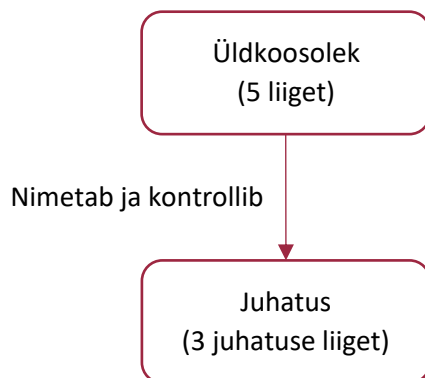 Üldkoosolek
(5 liiget)
Nimetab ja kontrollib
Juhatus
(3 juhatuse liiget)